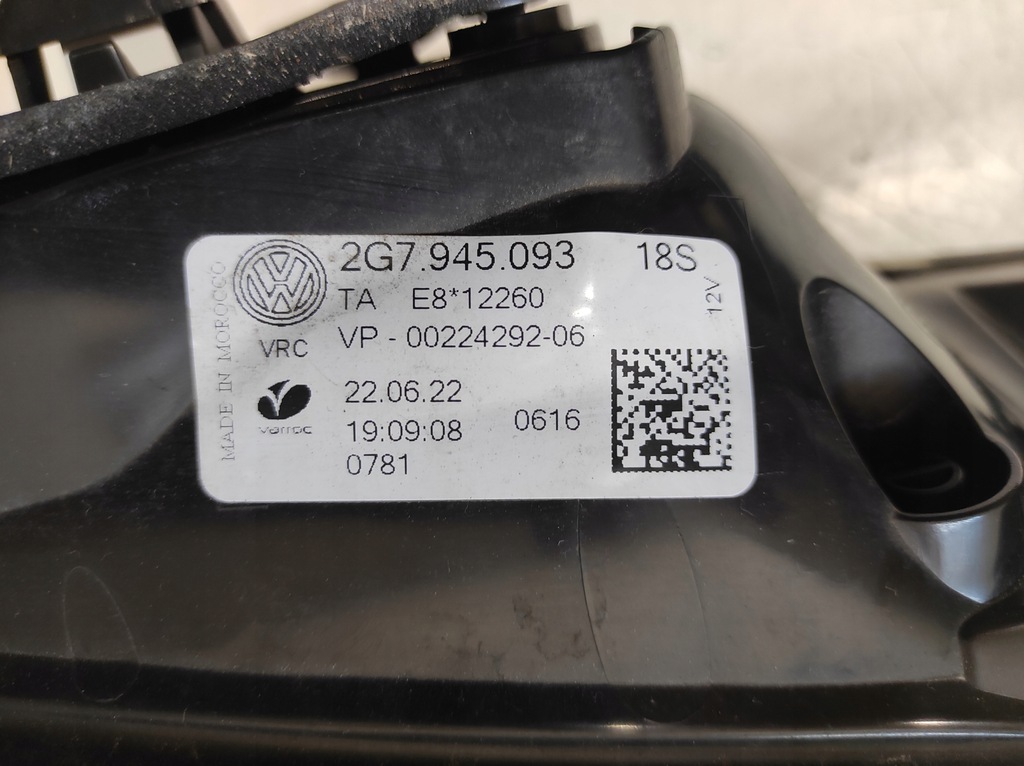 2G7.945.093 18S
TA E8*12260
12V
VP - 00224292-06
VRC
MADE IN MOROCCO
22.06.22
varroc
19:09:08 0616
0781